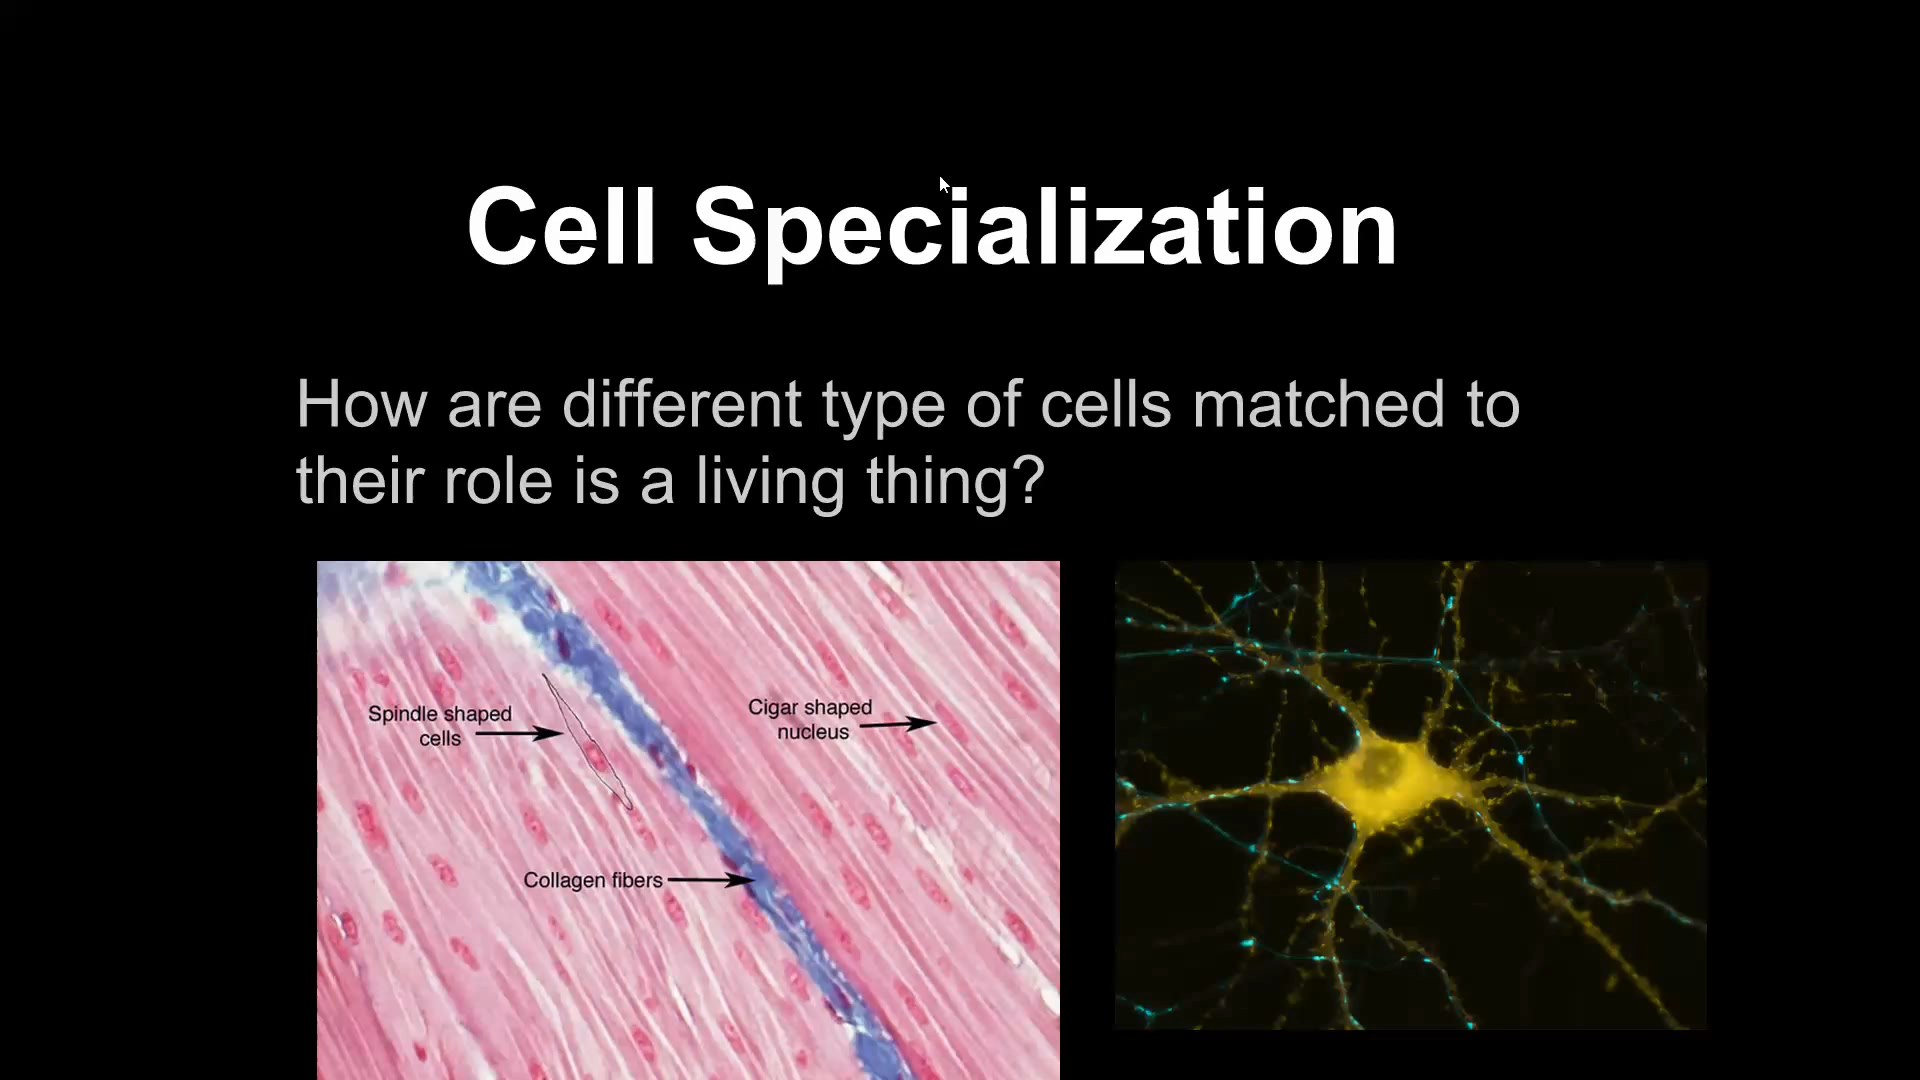 Cell Specialization
How are different type of cells matched to
their role is a living thing?
Spindle shaped
cells
Cigar shaped
nucleus
Collagen fibers